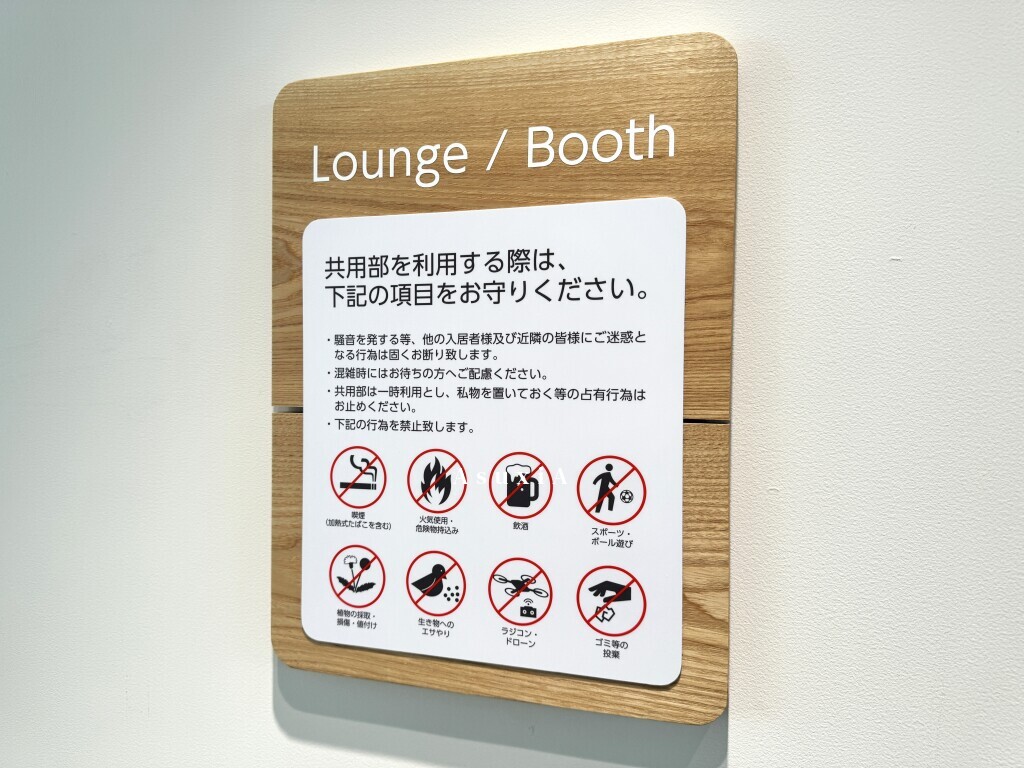 Lounge / Booth
共用部を利用する際は、
下記の項目をお守りください。
・騒音を発する等、他の入居者様及び近隣の皆様にご迷惑と
なる行為は固くお断り致します。
・混雑時にはお待ちの方へご配慮ください。
・共用部は一時利用とし、私物を置いておく等の占有行為は
お止めください。
・下記の行為を禁止致します。
喫煙
(加熱式たばこを含む)
火気使用・
危険物持込み
飲酒
スポーツ・
ボール遊び
植物の採取・
損傷・値付け
生き物への
エサやり
ラジコン・
ドローン
ゴミ等の
投棄